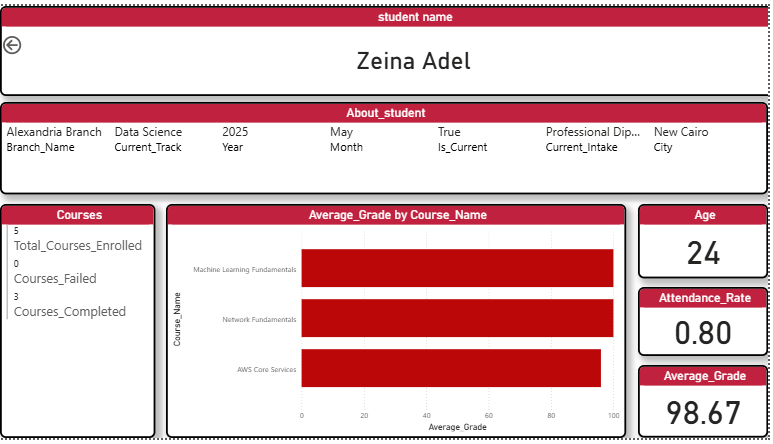 student name
Zeina Adel
About_student
Alexandria Branch Data Science 2025 May True Professional Dip... New Cairo
Branch_Name Current_Track Year Month Is_Current Current_Intake City
Courses
5
Total_Courses_Enrolled
0
Courses_Failed
3
Courses_Completed
Average_Grade by Course_Name
Course_Name
Machine Learning Fundamentals
Network Fundamentals
AWS Core Services
0 20 40 60 80 100
Average_Grade
Age
24
Attendance_Rate
0.80
Average_Grade
98.67